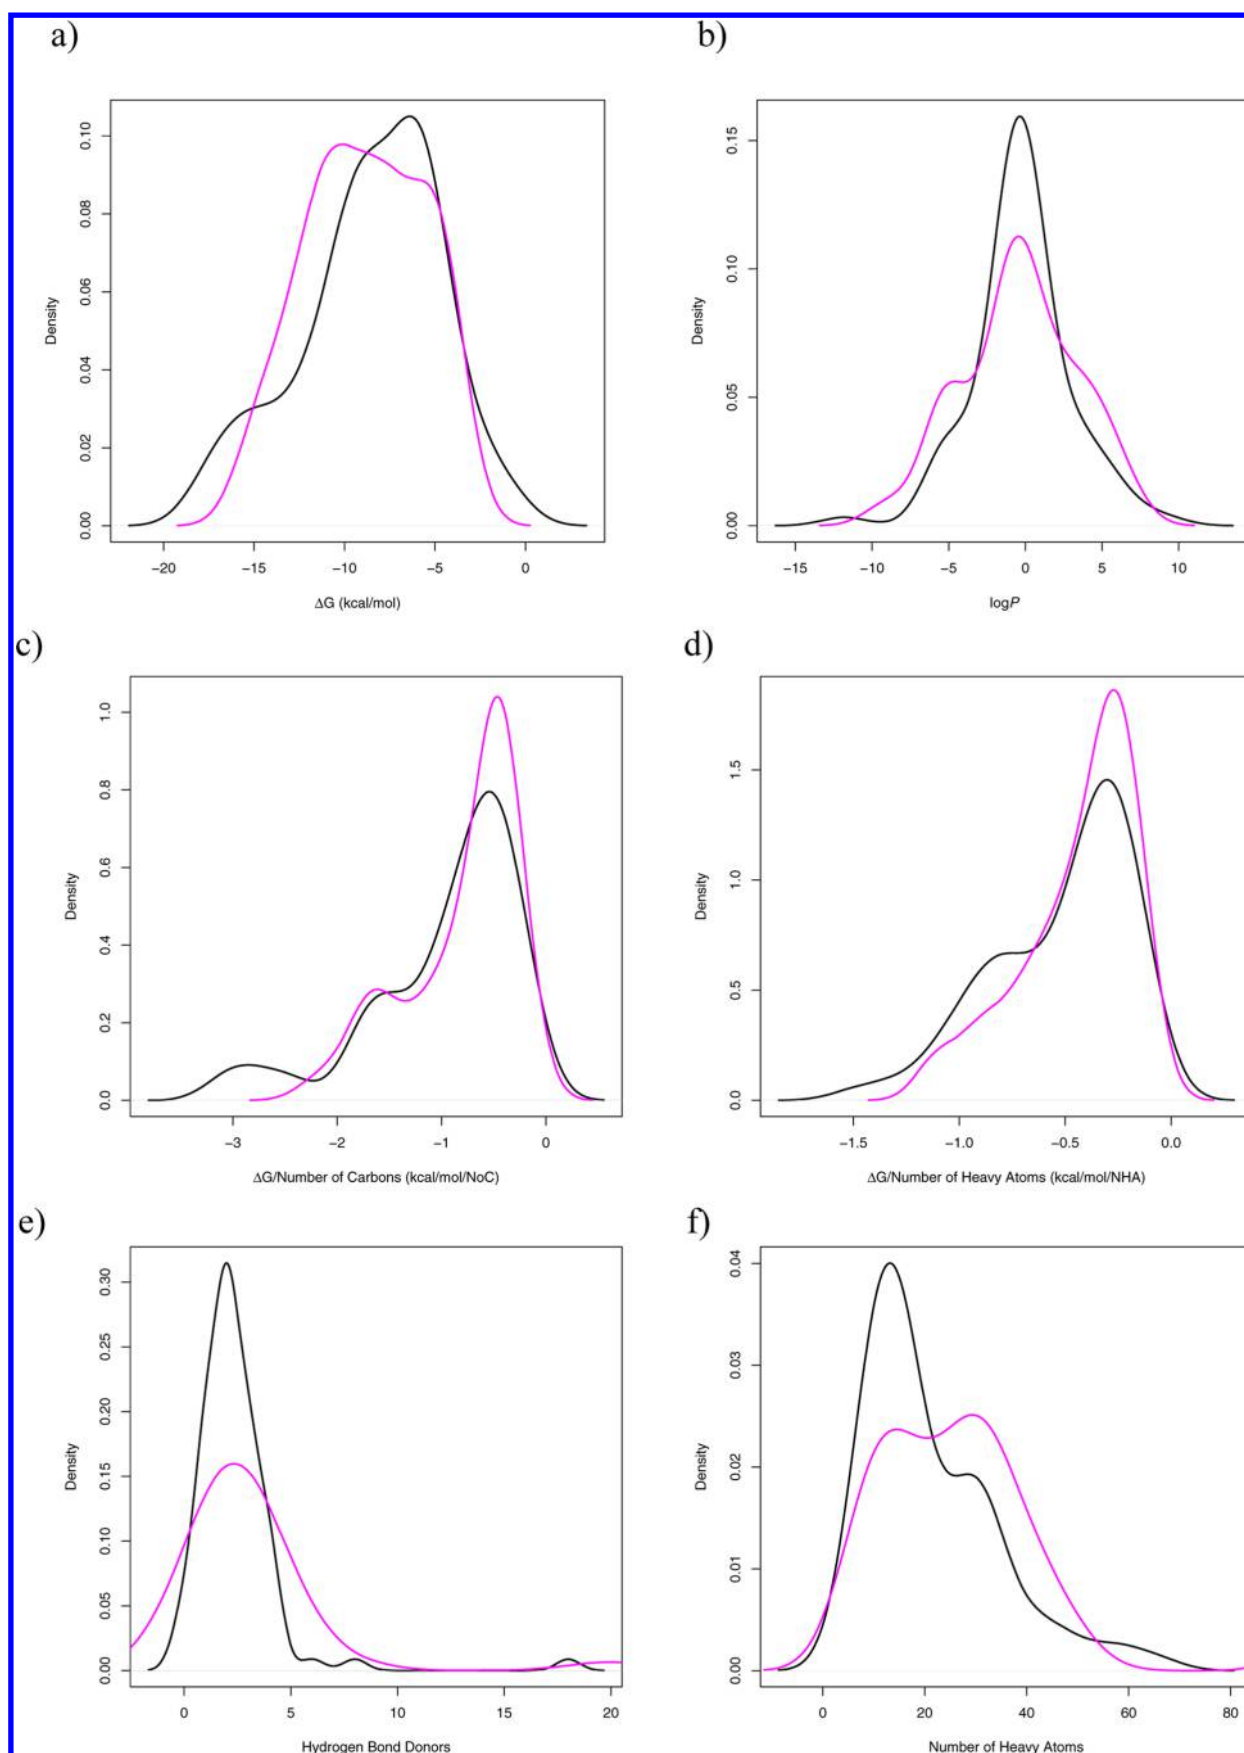 a)
0.10
0.08
0.06
0.04
0.02
0.00
Density
−20 −15 −10 −5 0
ΔG (kcal/mol)
b)
0.15
0.10
0.05
0.00
Density
−15 −10 −5 0 5 10
logP
c)
1.0
0.8
0.6
0.4
0.2
0.0
Density
−3 −2 −1 0
ΔG/Number of Carbons (kcal/mol/NoC)
d)
1.5
1.0
0.5
0.0
Density
−1.5 −1.0 −0.5 0.0
ΔG/Number of Heavy Atoms (kcal/mol/NHA)
e)
0.30
0.25
0.20
0.15
0.10
0.05
0.00
Density
0 5 10 15 20
Hydrogen Bond Donors
f)
0.04
0.03
0.02
0.01
0.00
Density
0 20 40 60 80
Number of Heavy Atoms